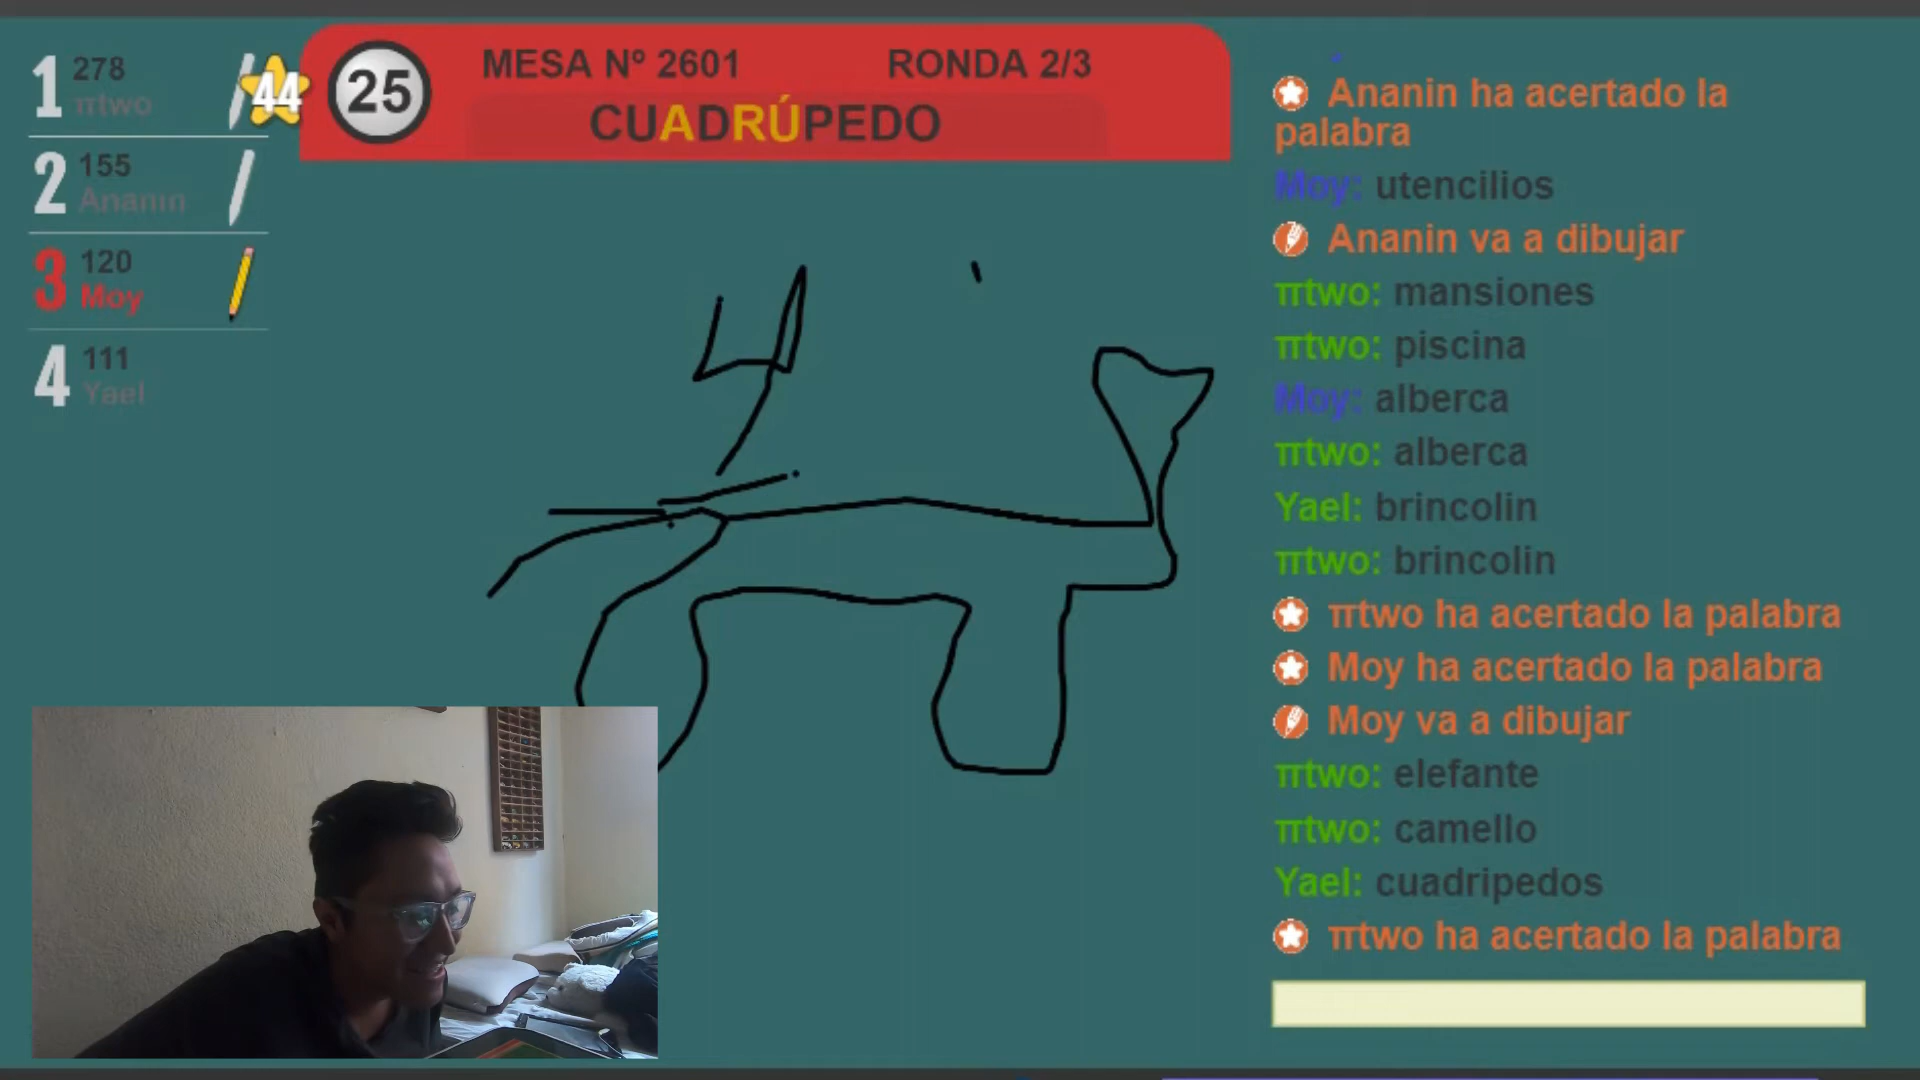 1 278
πtwo
44
2 155
Ananin
3 120
Moy
4 111
Yael
25
MESA Nº 2601
RONDA 2/3
CUADRÚPEDO
Ananin ha acertado la
palabra
Moy: utencilios
Ananin va a dibujar
πtwo: mansiones
πtwo: piscina
Moy: alberca
πtwo: alberca
Yael: brincolin
πtwo: brincolin
πtwo ha acertado la palabra
Moy ha acertado la palabra
Moy va a dibujar
πtwo: elefante
πtwo: camello
Yael: cuadripedos
πtwo ha acertado la palabra